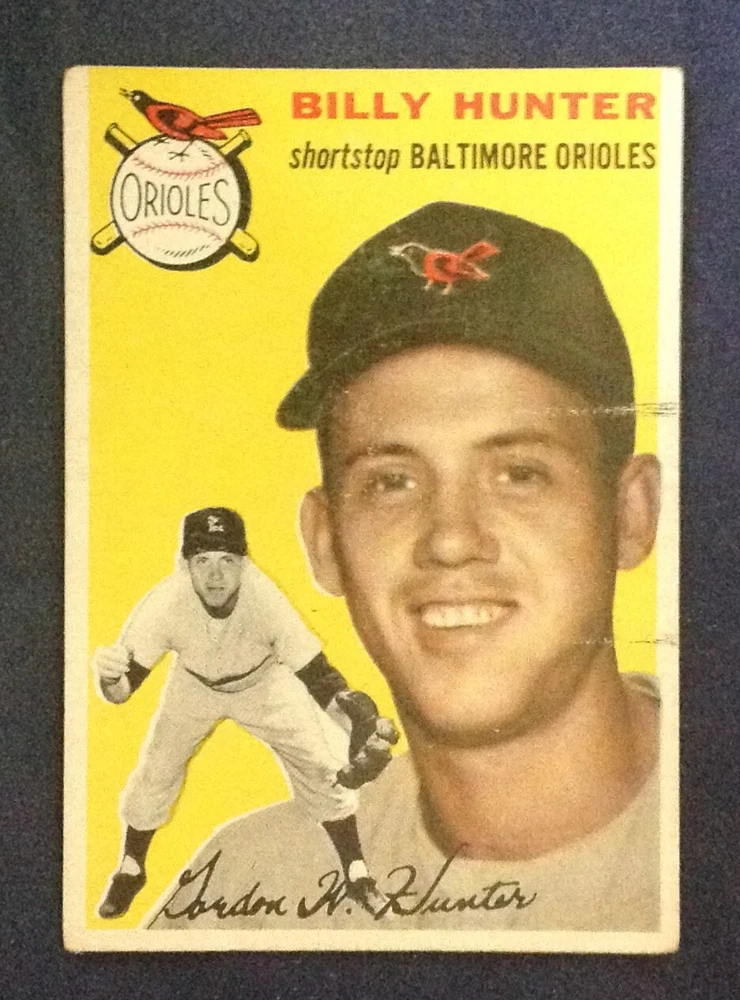 BILLY HUNTER
shortstop BALTIMORE ORIOLES
ORIOLES
Gordon W. Hunter